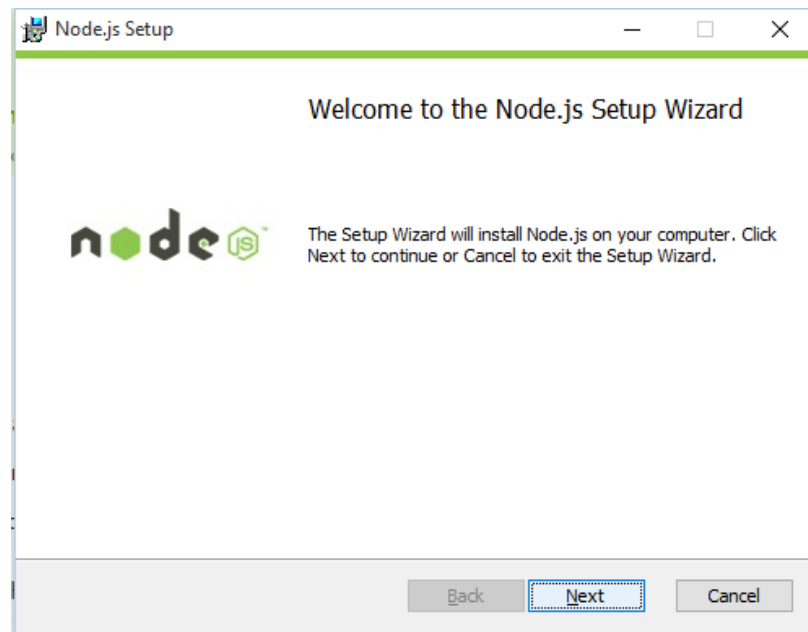 Node.js Setup
Welcome to the Node.js Setup Wizard
node JS
The Setup Wizard will install Node.js on your computer. Click
Next to continue or Cancel to exit the Setup Wizard.
Back
Next
Cancel